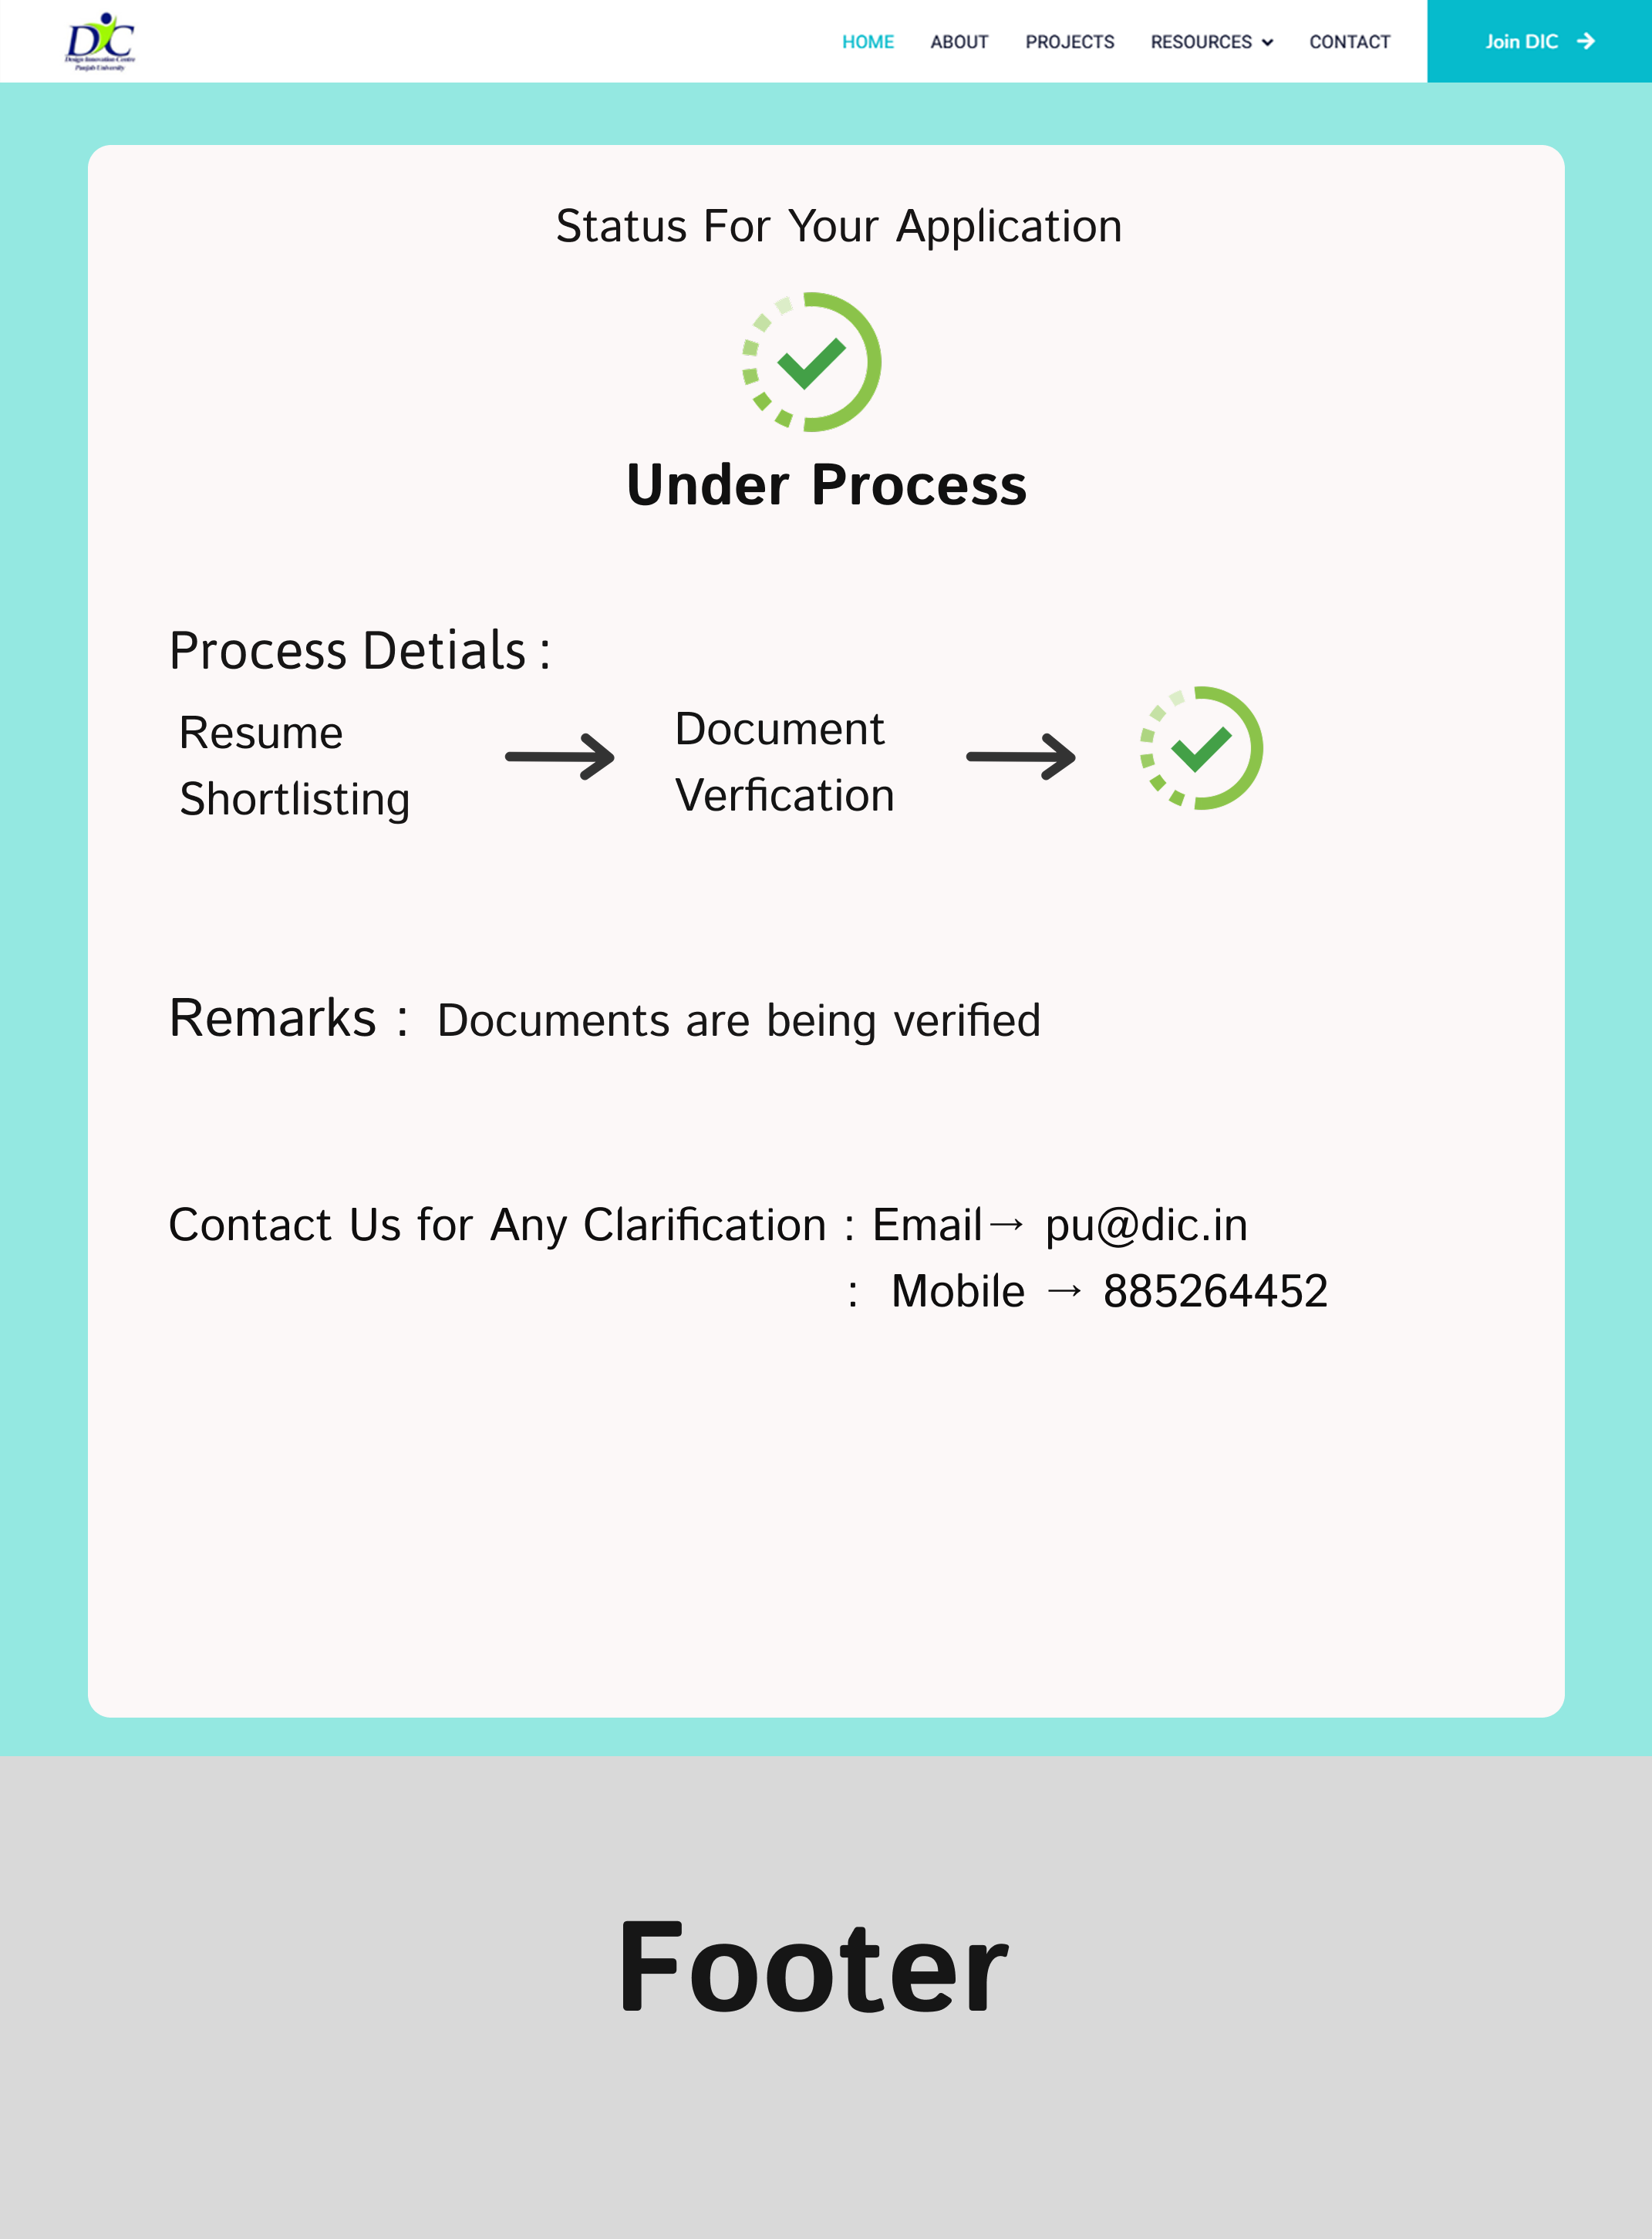 DIC
Design Innovation Centre
Panjab University
HOME ABOUT PROJECTS RESOURCES CONTACT Join DIC →
Status For Your Application
Under Process
Process Detials :
Resume
Shortlisting
Document
Verfication
Remarks : Documents are being verified
Contact Us for Any Clarification : Email→ pu@dic.in
: Mobile → 885264452
Footer